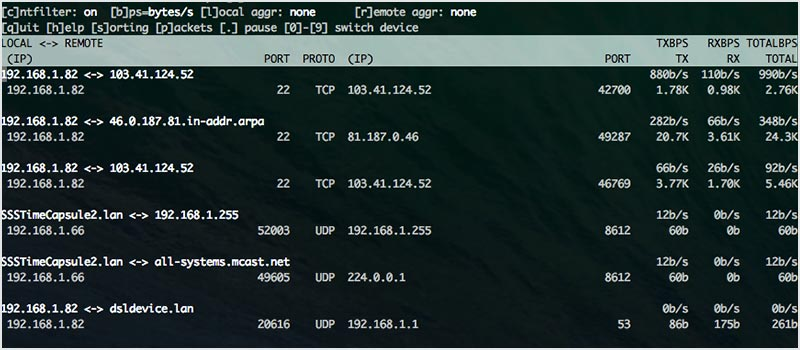 [c]ntfilter: on [b]ps=bytes/s [l]ocal aggr: none [r]emote aggr: none
[q]uit [h]elp [s]orting [p]ackets [.] pause [0]-[9] switch device
LOCAL <-> REMOTE TXBPS RXBPS TOTALBPS
(IP) PORT PROTO (IP) PORT TX RX TOTAL
192.168.1.82 <-> 103.41.124.52 880b/s 110b/s 990b/s
192.168.1.82 22 TCP 103.41.124.52 42700 1.78K 0.98K 2.76K
192.168.1.82 <-> 46.0.187.81.in-addr.arpa 282b/s 66b/s 348b/s
192.168.1.82 22 TCP 81.187.0.46 49287 20.7K 3.61K 24.3K
192.168.1.82 <-> 103.41.124.52 66b/s 26b/s 92b/s
192.168.1.82 22 TCP 103.41.124.52 46769 3.77K 1.70K 5.46K
SSSTimeCapsule2.lan <-> 192.168.1.255 12b/s 0b/s 12b/s
192.168.1.66 52003 UDP 192.168.1.255 8612 60b 0b 60b
SSSTimeCapsule2.lan <-> all-systems.mcast.net 12b/s 0b/s 12b/s
192.168.1.66 49605 UDP 224.0.0.1 8612 60b 0b 60b
192.168.1.82 <-> dsldevice.lan 0b/s 0b/s 0b/s
192.168.1.82 20616 UDP 192.168.1.1 53 86b 175b 261b